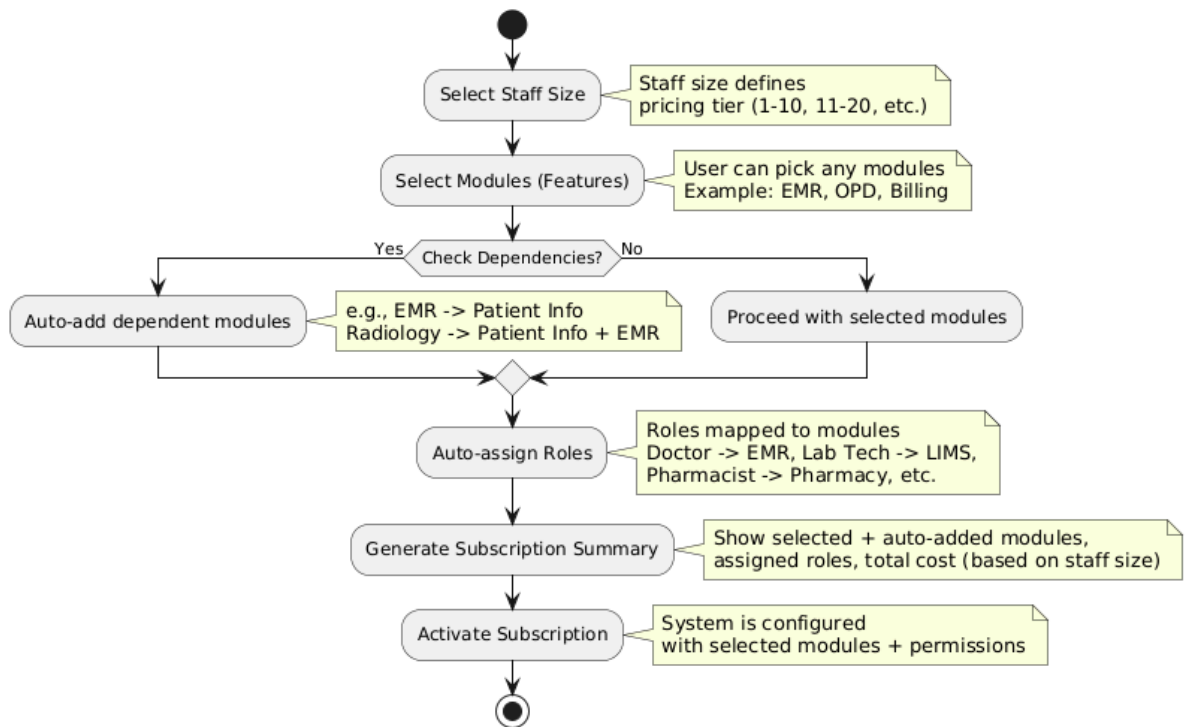 Select Staff Size
Staff size defines
pricing tier (1-10, 11-20, etc.)
Select Modules (Features)
User can pick any modules
Example: EMR, OPD, Billing
Yes
Check Dependencies?
No
Auto-add dependent modules
e.g., EMR -> Patient Info
Radiology -> Patient Info + EMR
Proceed with selected modules
Auto-assign Roles
Roles mapped to modules
Doctor -> EMR, Lab Tech -> LIMS,
Pharmacist -> Pharmacy, etc.
Generate Subscription Summary
Show selected + auto-added modules,
assigned roles, total cost (based on staff size)
Activate Subscription
System is configured
with selected modules + permissions